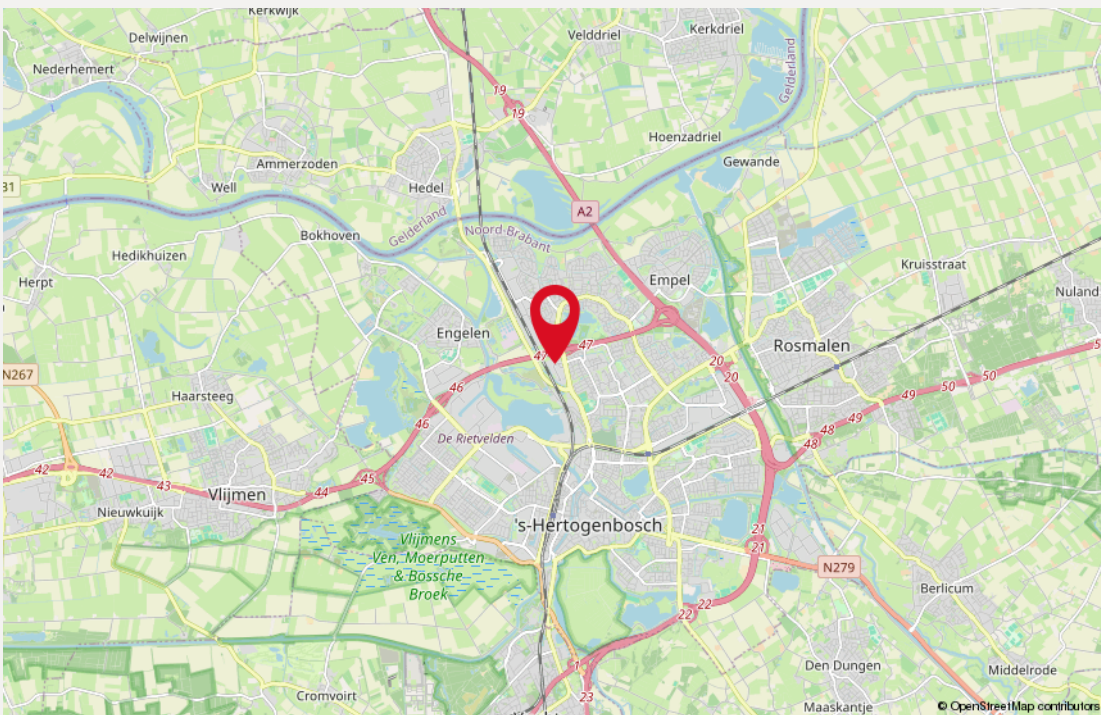 Kerkwijk
Delwijnen
Velddriel
Kerkdriel
Nederhemert
Gelderland
19
19
Hoenzadriel
Gewande
Ammerzoden
Well
Hedel
A2
Gelderland
Noord-Brabant
Bokhoven
Hedikhuizen
Herpt
Empel
Kruisstraat
Nuland
Engelen
47
47
Rosmalen
20
20
N267
Haarsteeg
46
46
50
50
49
49
48
48
De Rietvelden
42
42
43
44
45
Vlijmen
Nieuwkuijk
's-Hertogenbosch
21
21
Vlijmens
Ven, Moerputten
& Bossche
Broek
N279
Berlicum
22
22
Den Dungen
Middelrode
Cromvoirt
23
Maaskantje
© OpenStreetMap contributors